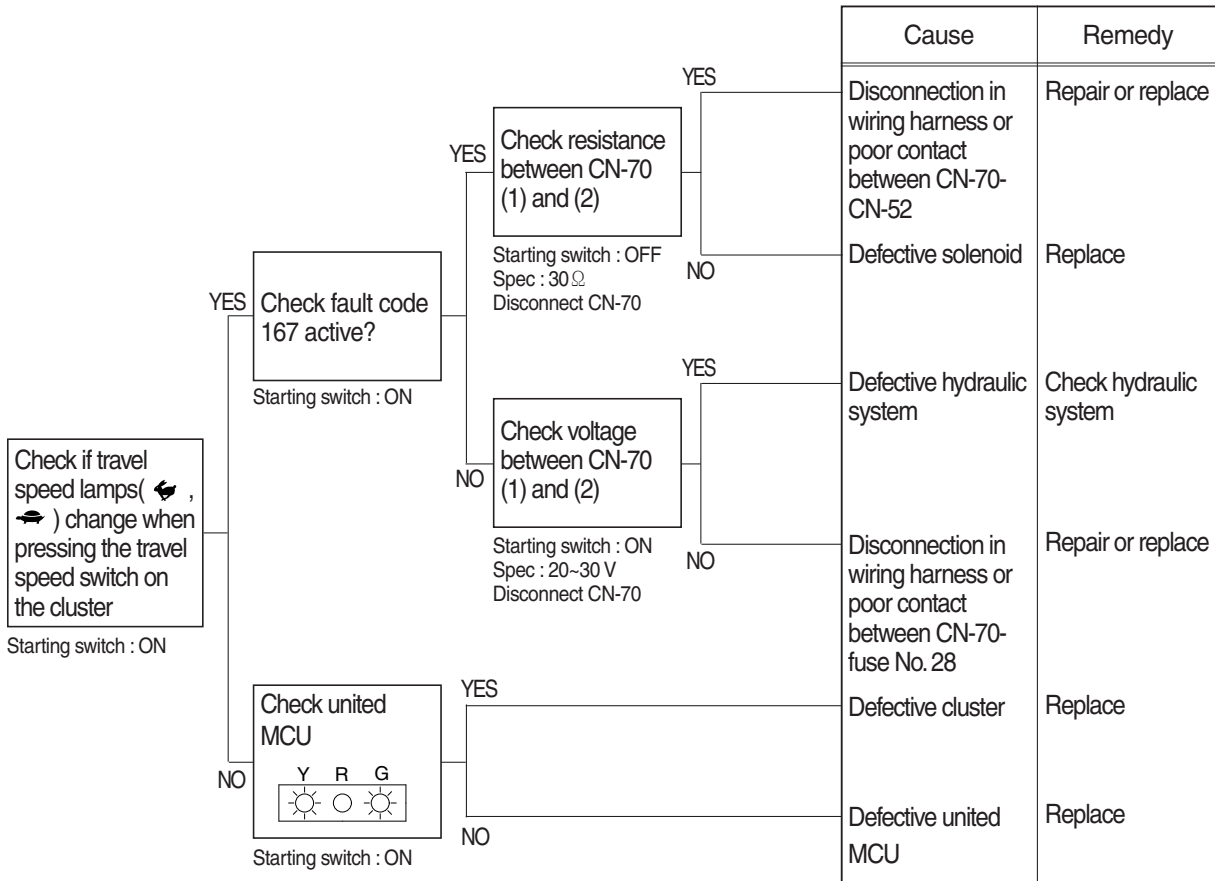 Cause
Remedy
YES
Disconnection in
wiring harness or
poor contact
between CN-70-
CN-52
Repair or replace
YES
Check resistance
between CN-70
(1) and (2)
Starting switch : OFF
Spec : 30Ω
Disconnect CN-70
NO
Defective solenoid
Replace
YES
Check fault code
167 active?
Starting switch : ON
YES
Defective hydraulic
system
Check hydraulic
system
NO
Check voltage
between CN-70
(1) and (2)
Starting switch : ON
Spec : 20~30 V
Disconnect CN-70
NO
Disconnection in
wiring harness or
poor contact
between CN-70-
fuse No. 28
Repair or replace
Check if travel
speed lamps( ,
) change when
pressing the travel
speed switch on
the cluster
Starting switch : ON
NO
Check united
MCU
Y R G
Starting switch : ON
YES
Defective cluster
Replace
NO
Defective united
MCU
Replace